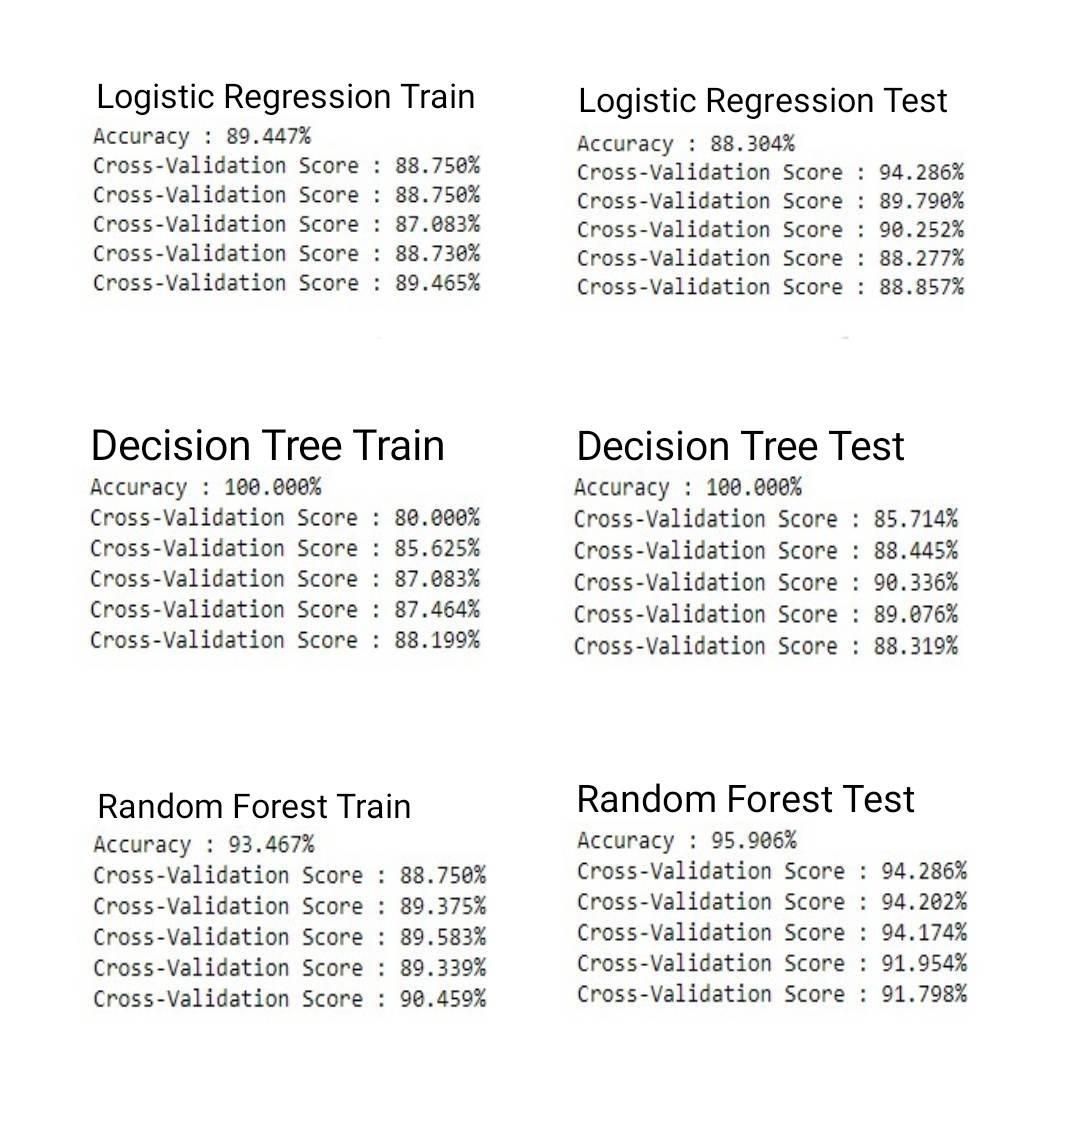 Logistic Regression Train
Accuracy : 89.447%
Cross-Validation Score : 88.750%
Cross-Validation Score : 88.750%
Cross-Validation Score : 87.083%
Cross-Validation Score : 88.730%
Cross-Validation Score : 89.465%
Logistic Regression Test
Accuracy : 88.304%
Cross-Validation Score : 94.286%
Cross-Validation Score : 89.790%
Cross-Validation Score : 90.252%
Cross-Validation Score : 88.277%
Cross-Validation Score : 88.857%
Decision Tree Train
Accuracy : 100.000%
Cross-Validation Score : 80.000%
Cross-Validation Score : 85.625%
Cross-Validation Score : 87.083%
Cross-Validation Score : 87.464%
Cross-Validation Score : 88.199%
Decision Tree Test
Accuracy : 100.000%
Cross-Validation Score : 85.714%
Cross-Validation Score : 88.445%
Cross-Validation Score : 90.336%
Cross-Validation Score : 89.076%
Cross-Validation Score : 88.319%
Random Forest Train
Accuracy : 93.467%
Cross-Validation Score : 88.750%
Cross-Validation Score : 89.375%
Cross-Validation Score : 89.583%
Cross-Validation Score : 89.339%
Cross-Validation Score : 90.459%
Random Forest Test
Accuracy : 95.906%
Cross-Validation Score : 94.286%
Cross-Validation Score : 94.202%
Cross-Validation Score : 94.174%
Cross-Validation Score : 91.954%
Cross-Validation Score : 91.798%